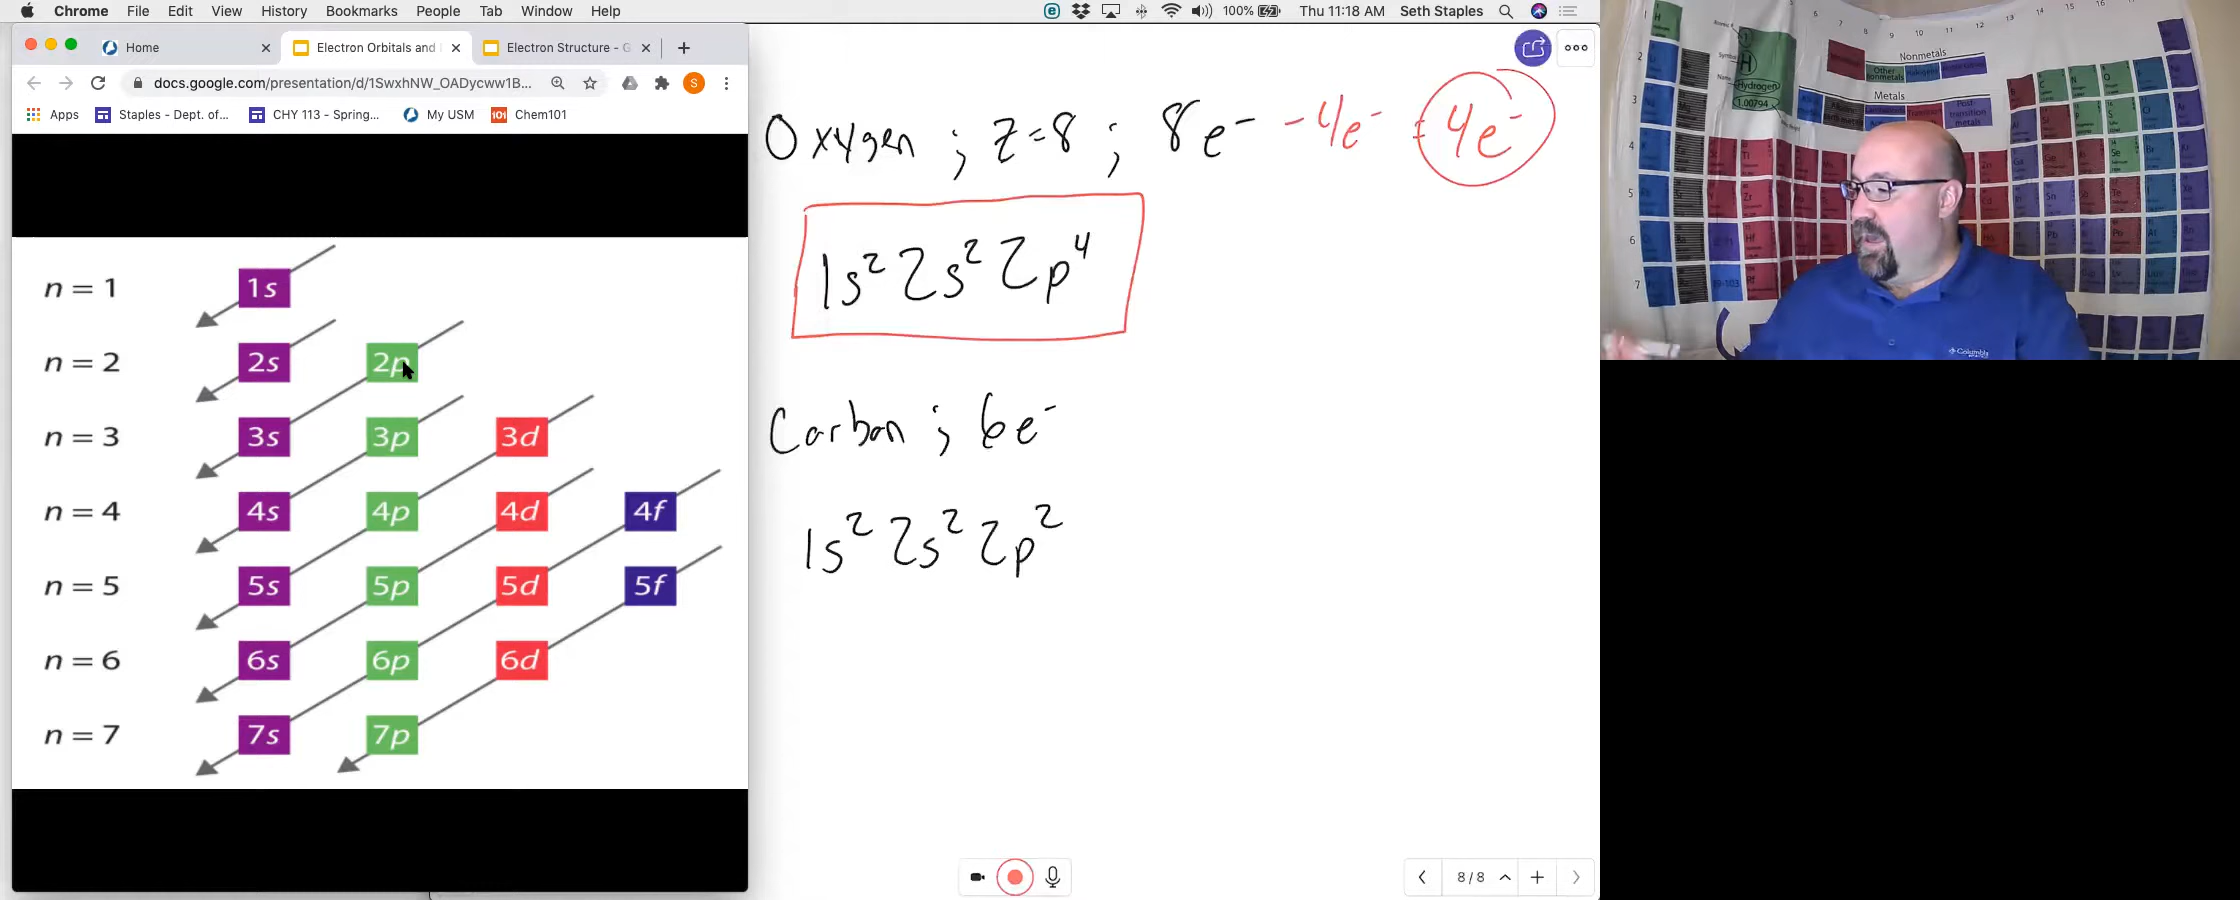 Chrome File Edit View History Bookmarks People Tab Window Help 100% Thu 11:18 AM Seth Staples
Home Electron Orbitals and Electron Structure - G
docs.google.com/presentation/d/1SwxhNW_OADycww1B...
S
Apps Staples - Dept. of... CHY 113 - Spring... My USM 101 Chem101
n = 1 1s
n = 2 2s 2p
n = 3 3s 3p 3d
n = 4 4s 4p 4d 4f
n = 5 5s 5p 5d 5f
n = 6 6s 6p 6d
n = 7 7s 7p
Oxygen ; z=8 ; 8e⁻ -4e⁻ = 4e⁻
1s² 2s² 2p⁴
Carbon ; 6e⁻
1s² 2s² 2p²
8 / 8
Nonmetals
Metals
H
Hydrogen
1.00794
Columbia